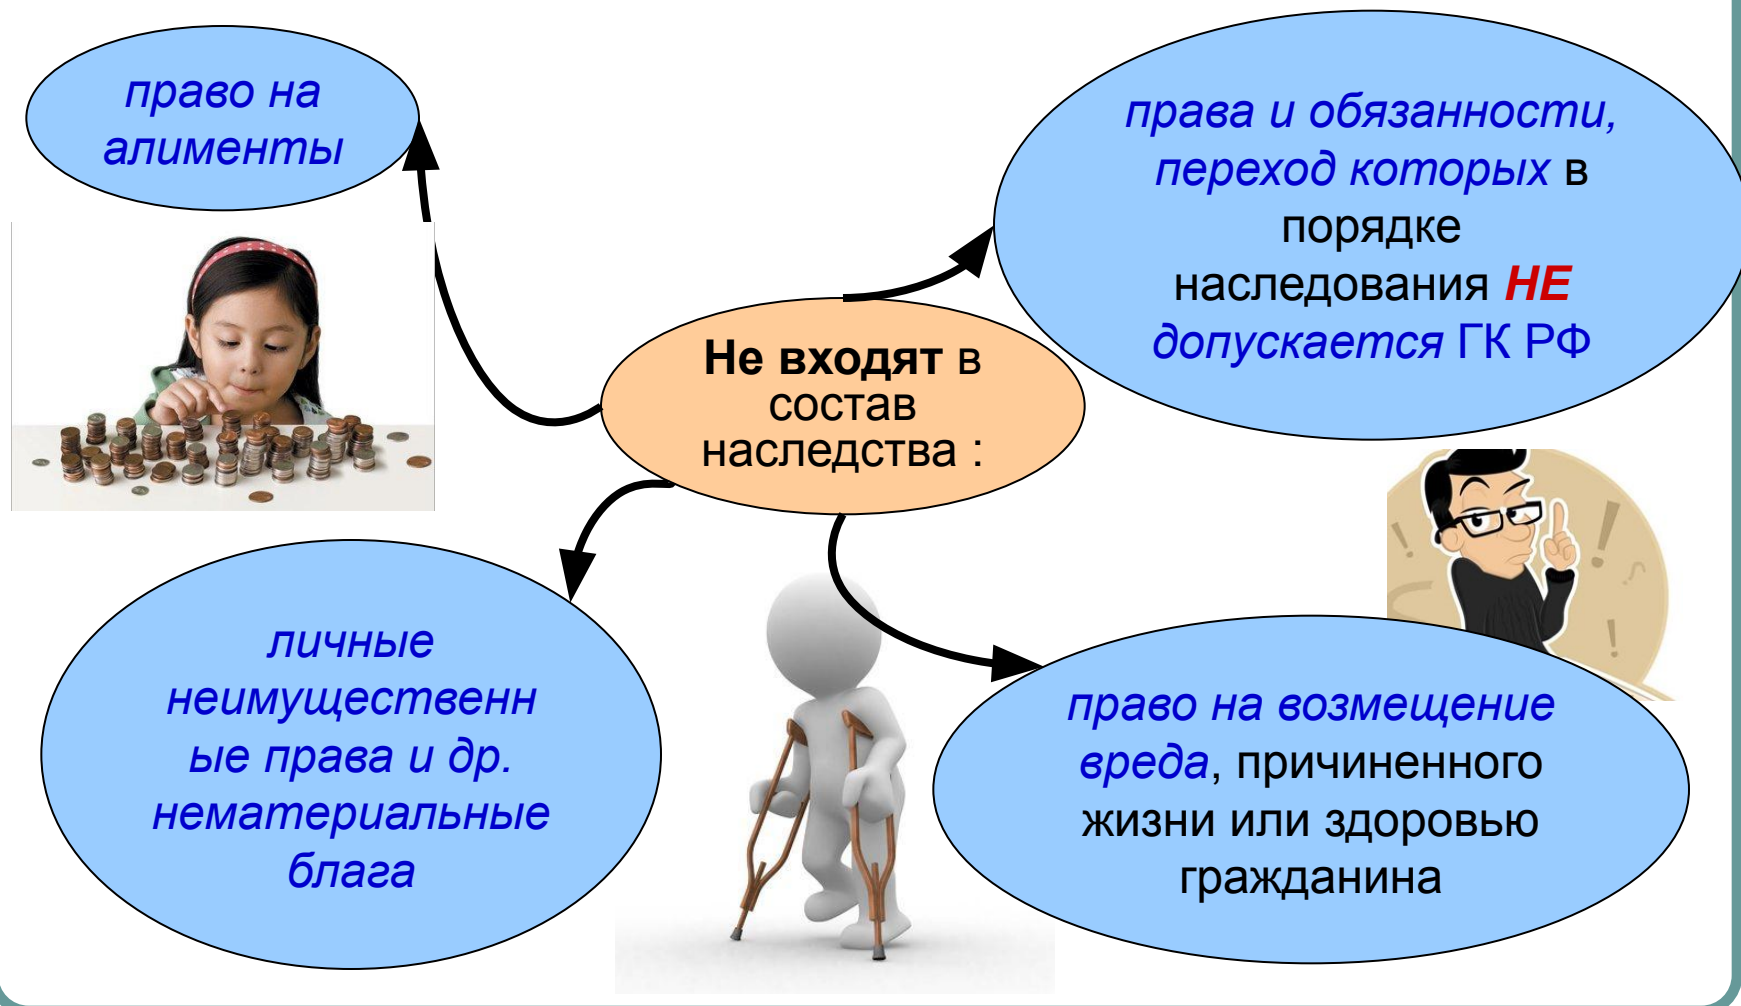 право на
алименты
права и обязанности,
переход которых в
порядке
наследования НЕ
допускается ГК РФ
Не входят в
состав
наследства :
личные
неимущественн
ые права и др.
нематериальные
блага
право на возмещение
вреда, причиненного
жизни или здоровью
гражданина